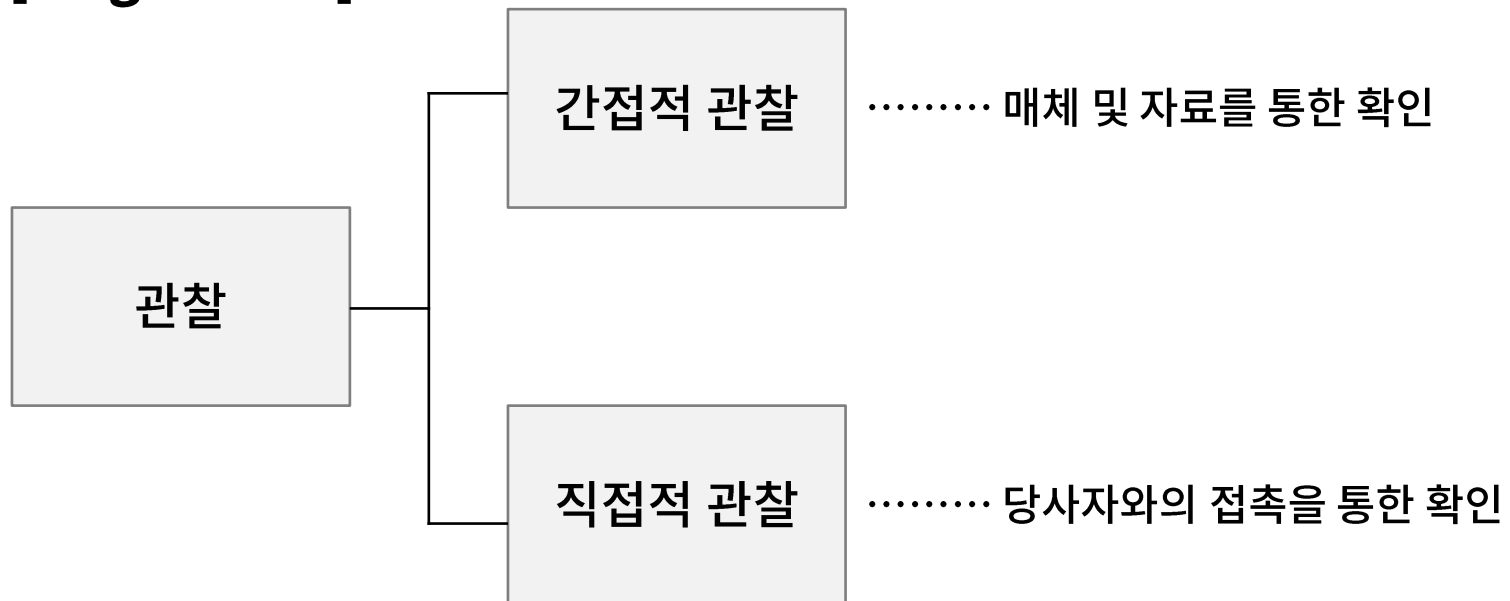 간접적 관찰 ········· 매체 및 자료를 통한 확인
관찰
직접적 관찰 ········· 당사자와의 접촉을 통한 확인